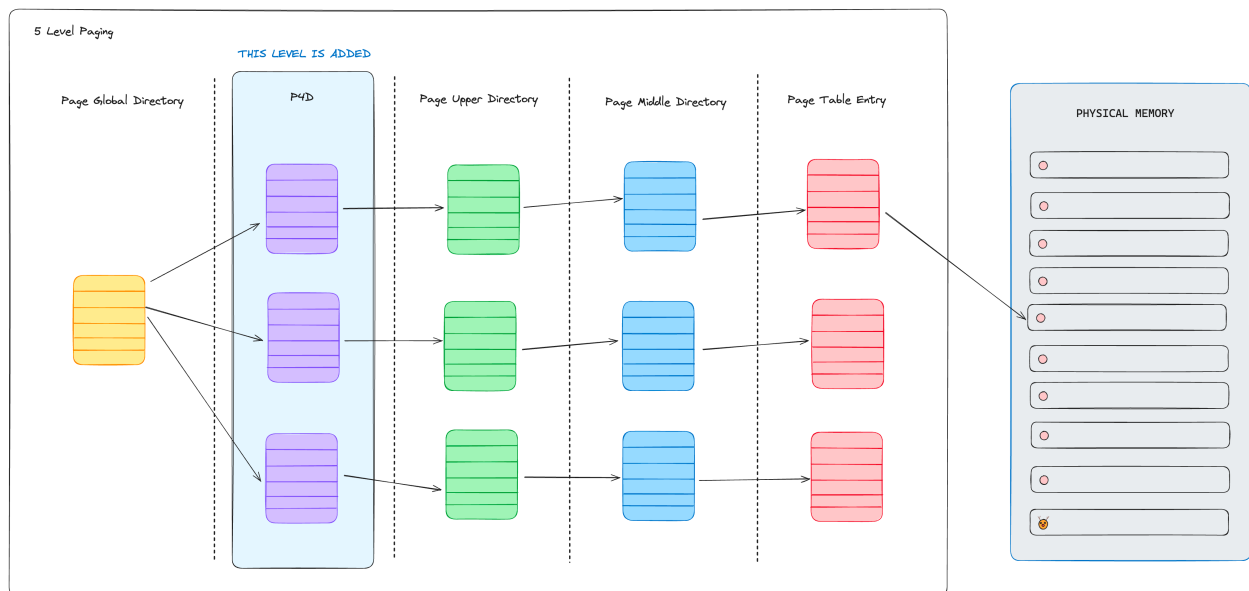 5 Level Paging
THIS LEVEL IS ADDED
Page Global Directory
P4D
Page Upper Directory
Page Middle Directory
Page Table Entry
PHYSICAL MEMORY